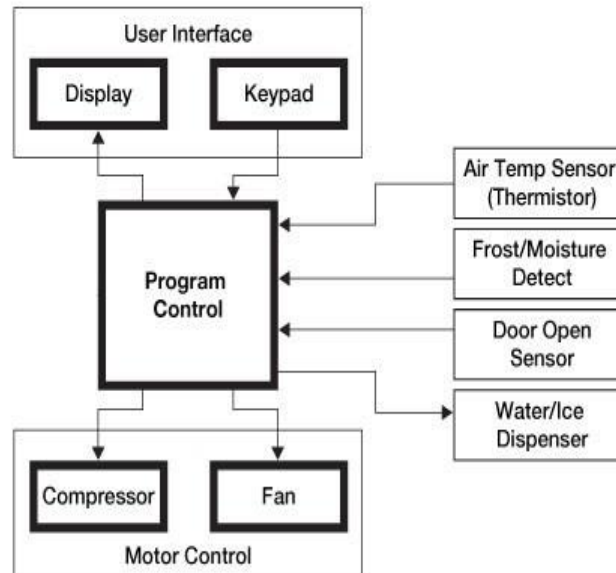 User Interface
Display
Keypad
Air Temp Sensor
(Thermistor)
Frost/Moisture
Detect
Program
Control
Door Open
Sensor
Water/Ice
Dispenser
Compressor
Fan
Motor Control